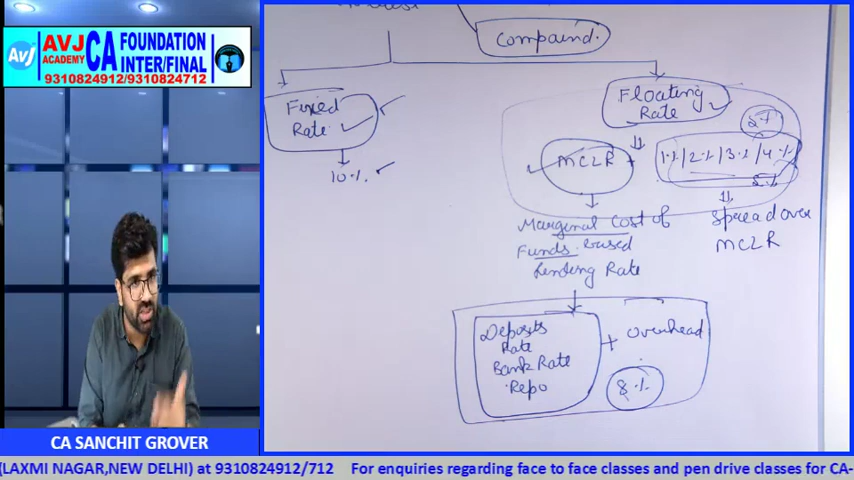 AVJ
ACADEMY
CA
FOUNDATION
INTER/FINAL
9310824912/9310824712
AVJ
compound.
Fixed
Rate
10%.
Floating
Rate
MCLR +
1%/2%/3%/4%
Marginal Cost of
Funds based
Lending Rate
Spread over
MCLR
Deposits
Rate
Bank Rate
Repo
+ overhead
8%
CA SANCHIT GROVER
(LAXMI NAGAR,NEW DELHI) at 9310824912/712 For enquiries regarding face to face classes and pen drive classes for CA-